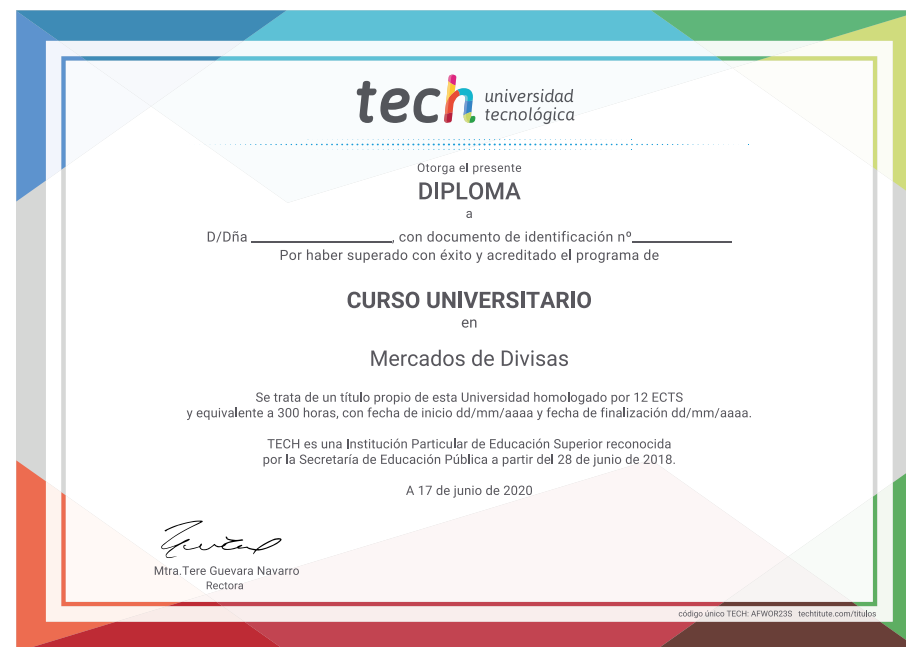 tech universidad
tecnológica
Otorga el presente
DIPLOMA
a
D/Dña ____________________, con documento de identificación nº______________
Por haber superado con éxito y acreditado el programa de
CURSO UNIVERSITARIO
en
Mercados de Divisas
Se trata de un título propio de esta Universidad homologado por 12 ECTS
y equivalente a 300 horas, con fecha de inicio dd/mm/aaaa y fecha de finalización dd/mm/aaaa.
TECH es una Institución Particular de Educación Superior reconocida
por la Secretaría de Educación Pública a partir del 28 de junio de 2018.
A 17 de junio de 2020
Mtra.Tere Guevara Navarro
Rectora
código único TECH: AFWOR23S techtitute.com/titulos